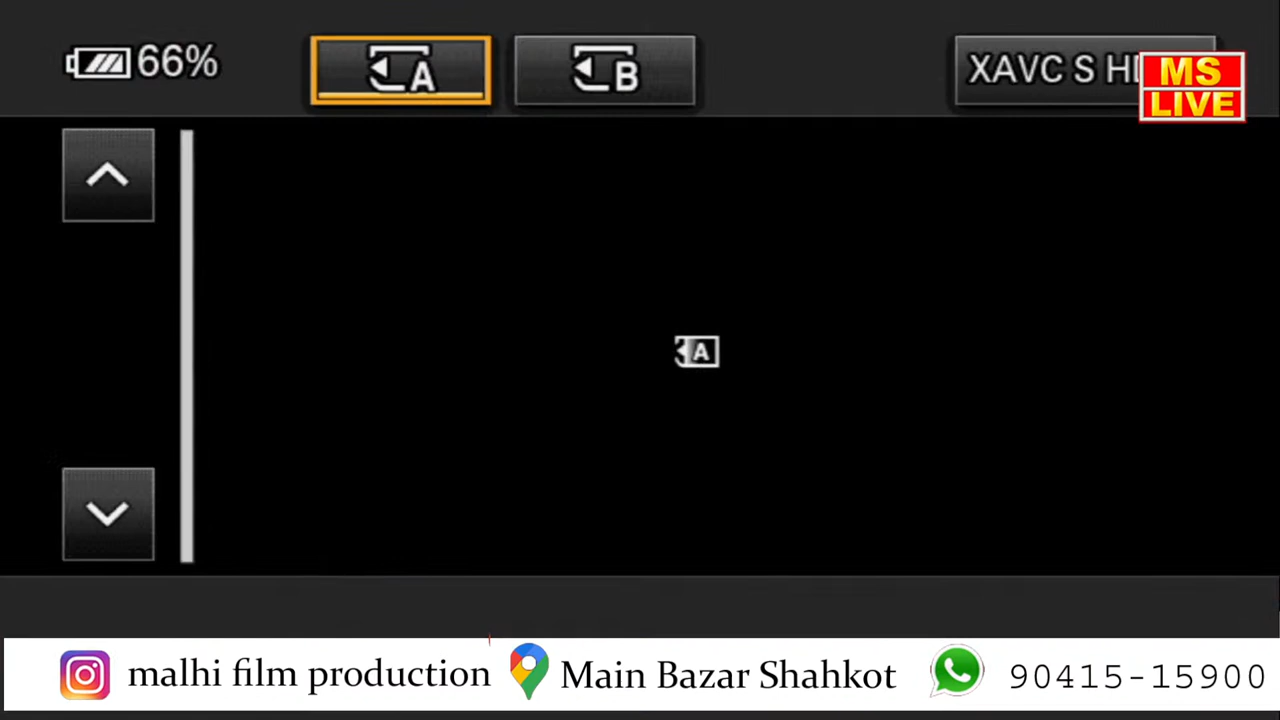 66%
A
B
XAVC S H
MS
LIVE
A
malhi film production
Main Bazar Shahkot
90415-15900